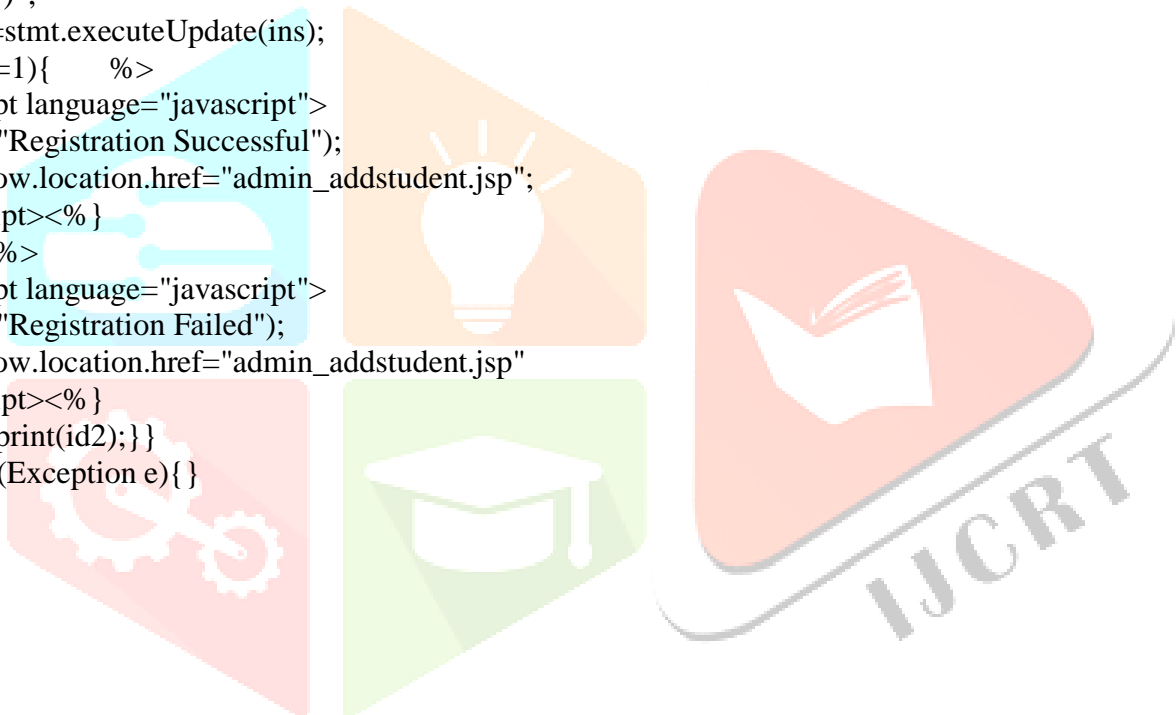 )";
=stmt.executeUpdate(ins);
=1){ %>
pt language="javascript">
"Registration Successful");
ow.location.href="admin_addstudent.jsp";
pt><% }
%>
pt language="javascript">
"Registration Failed");
ow.location.href="admin_addstudent.jsp"
pt><% }
print(id2);}}
(Exception e){}
IJCRT